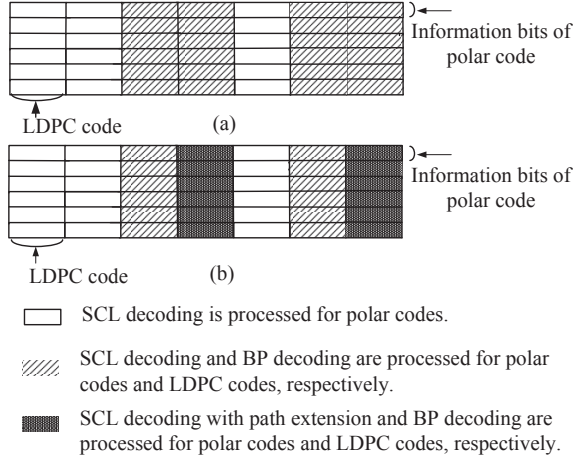 Information bits of
polar code
LDPC code
(a)
Information bits of
polar code
LDPC code
(b)
SCL decoding is processed for polar codes.
SCL decoding and BP decoding are processed for polar
codes and LDPC codes, respectively.
SCL decoding with path extension and BP decoding are
processed for polar codes and LDPC codes, respectively.